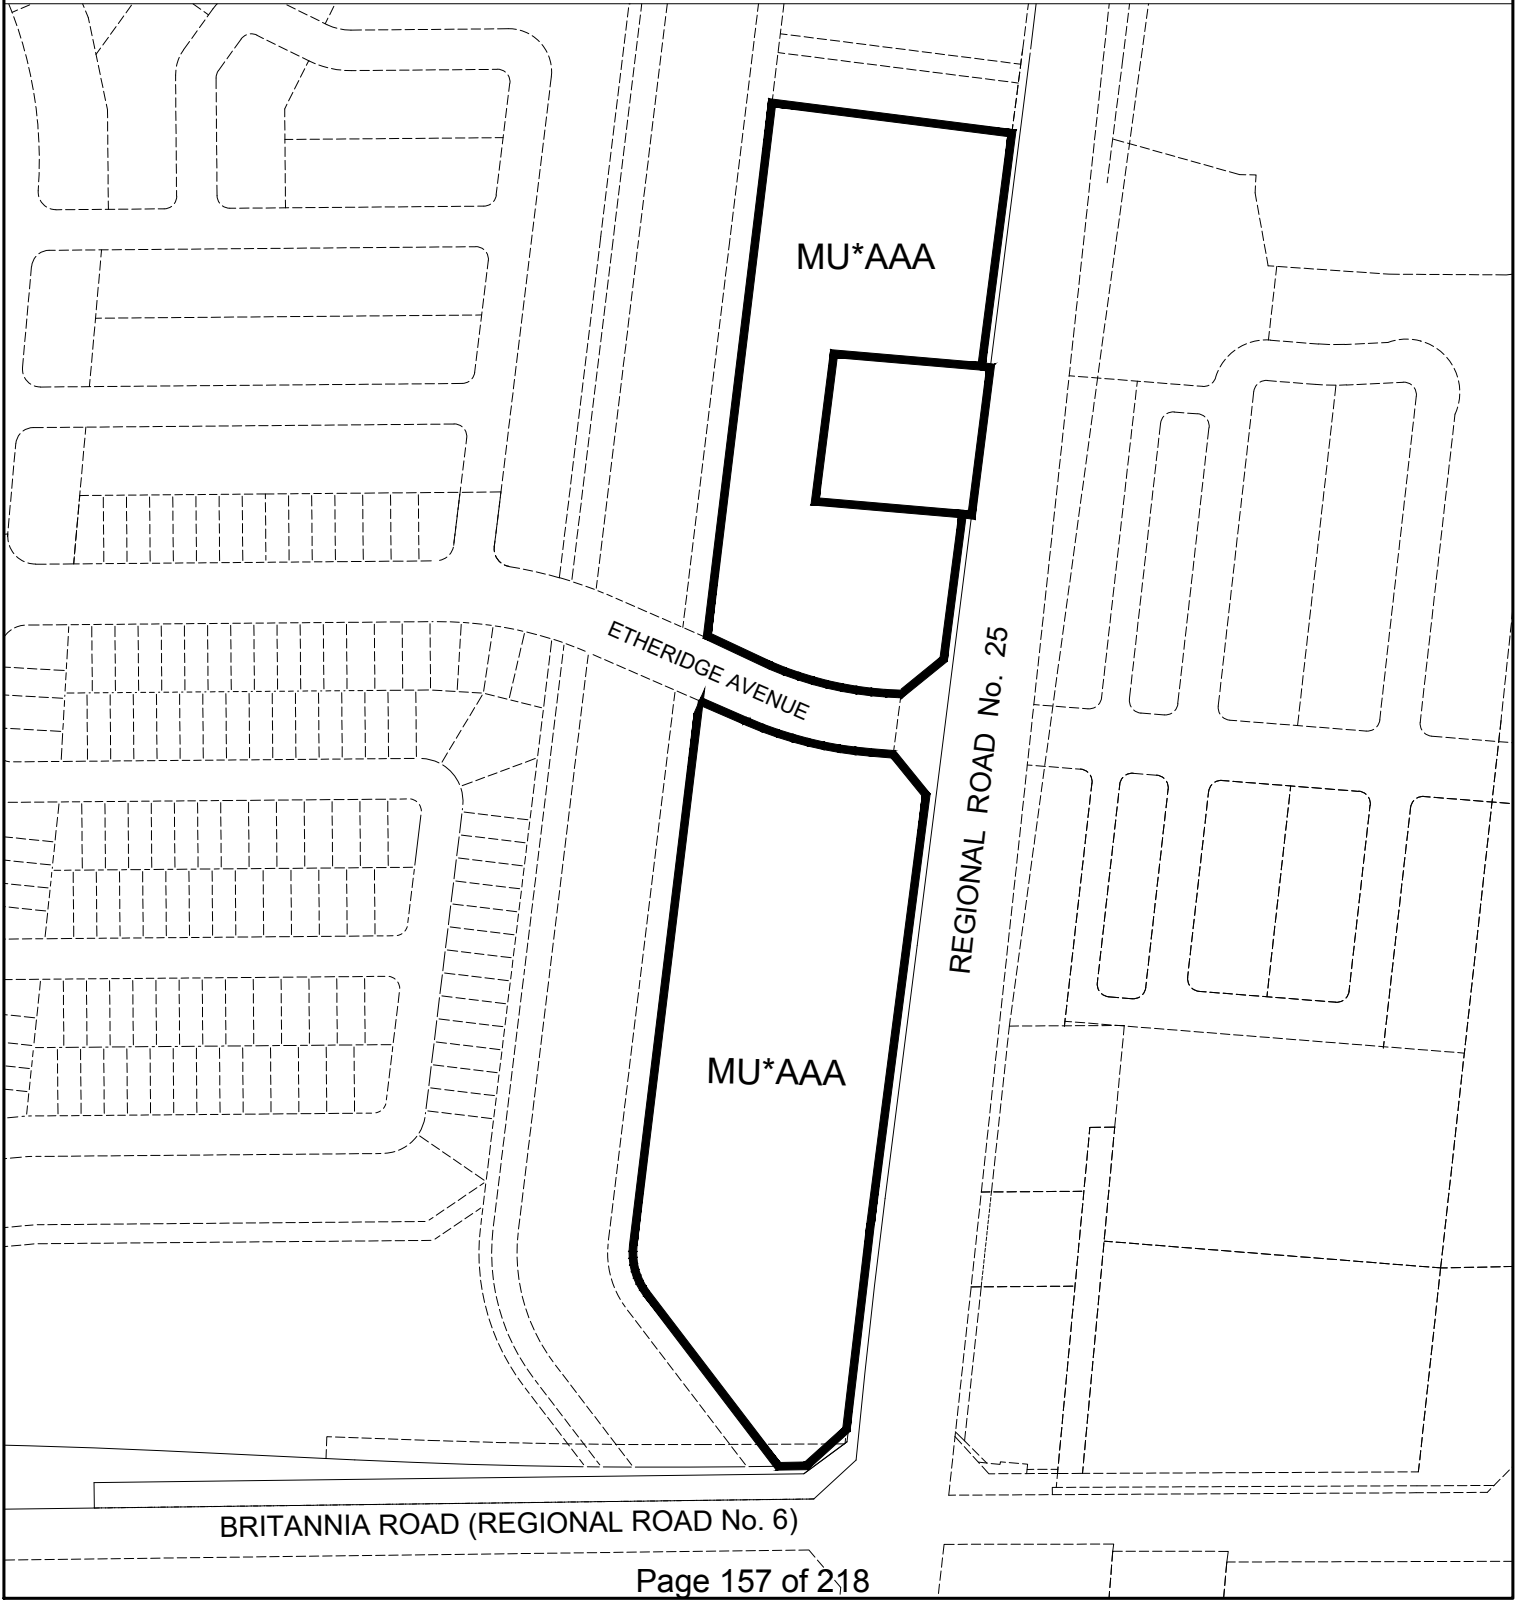 MU*AAA
ETHERIDGE AVENUE
REGIONAL ROAD No. 25
MU*AAA
BRITANNIA ROAD (REGIONAL ROAD No. 6)
Page 157 of 218